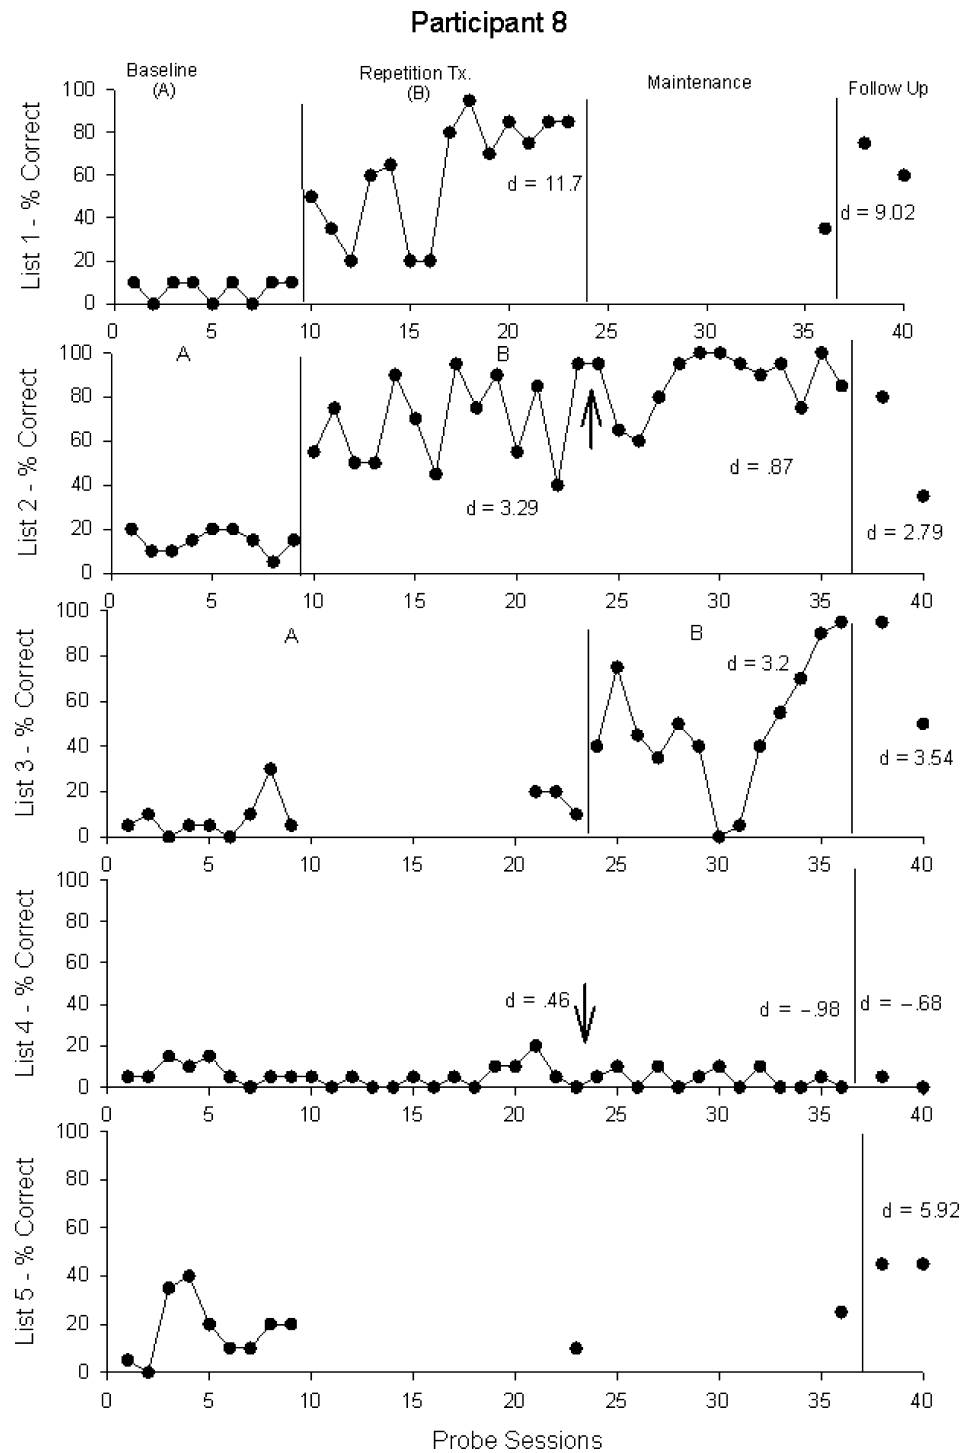 Participant 8
Baseline
(A)
Repetition Tx.
(B)
Maintenance
Follow Up
List 1 - % Correct
100
80
60
40
20
0
d = 11.7
d = 9.02
0 5 10 15 20 25 30 35 40
A
B
List 2 - % Correct
100
80
60
40
20
0
d = 3.29
d = .87
d = 2.79
0 5 10 15 20 25 30 35 40
A
B
List 3 - % Correct
100
80
60
40
20
0
d = 3.2
d = 3.54
0 5 10 15 20 25 30 35 40
List 4 - % Correct
100
80
60
40
20
0
d = .46
d = −.98
d = −.68
0 5 10 15 20 25 30 35 40
List 5 - % Correct
100
80
60
40
20
0
d = 5.92
0 5 10 15 20 25 30 35 40
Probe Sessions